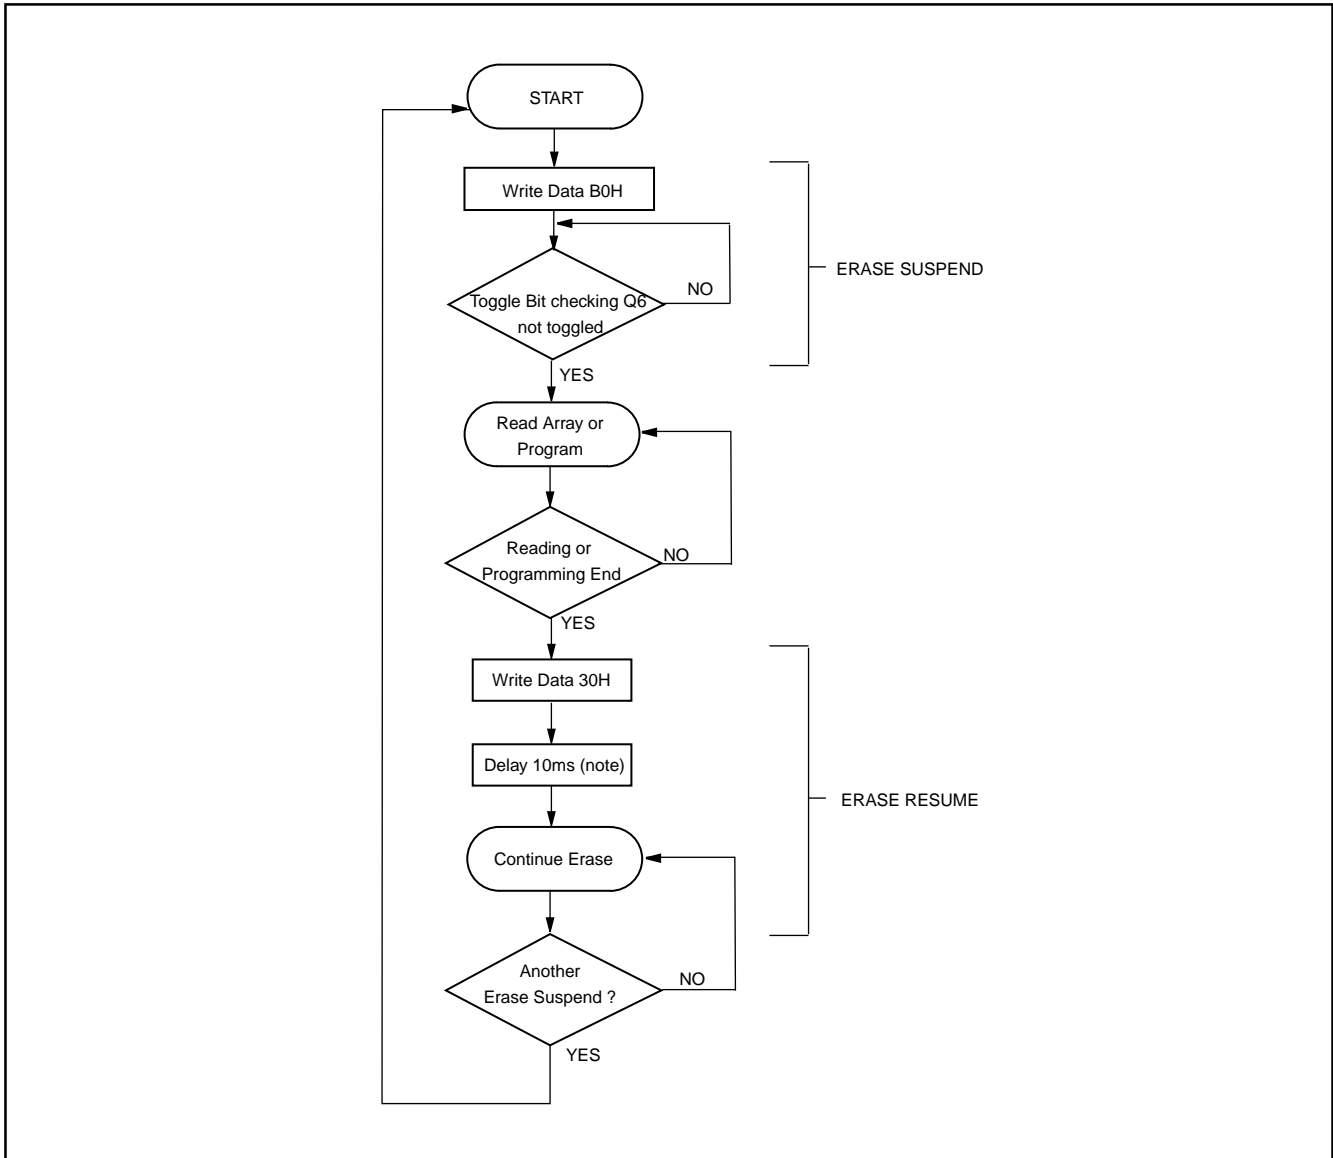 START
Write Data B0H
ERASE SUSPEND
Toggle Bit checking Q6
not toggled
NO
YES
Read Array or
Program
Reading or
Programming End
NO
YES
Write Data 30H
Delay 10ms (note)
ERASE RESUME
Continue Erase
Another
Erase Suspend ?
NO
YES